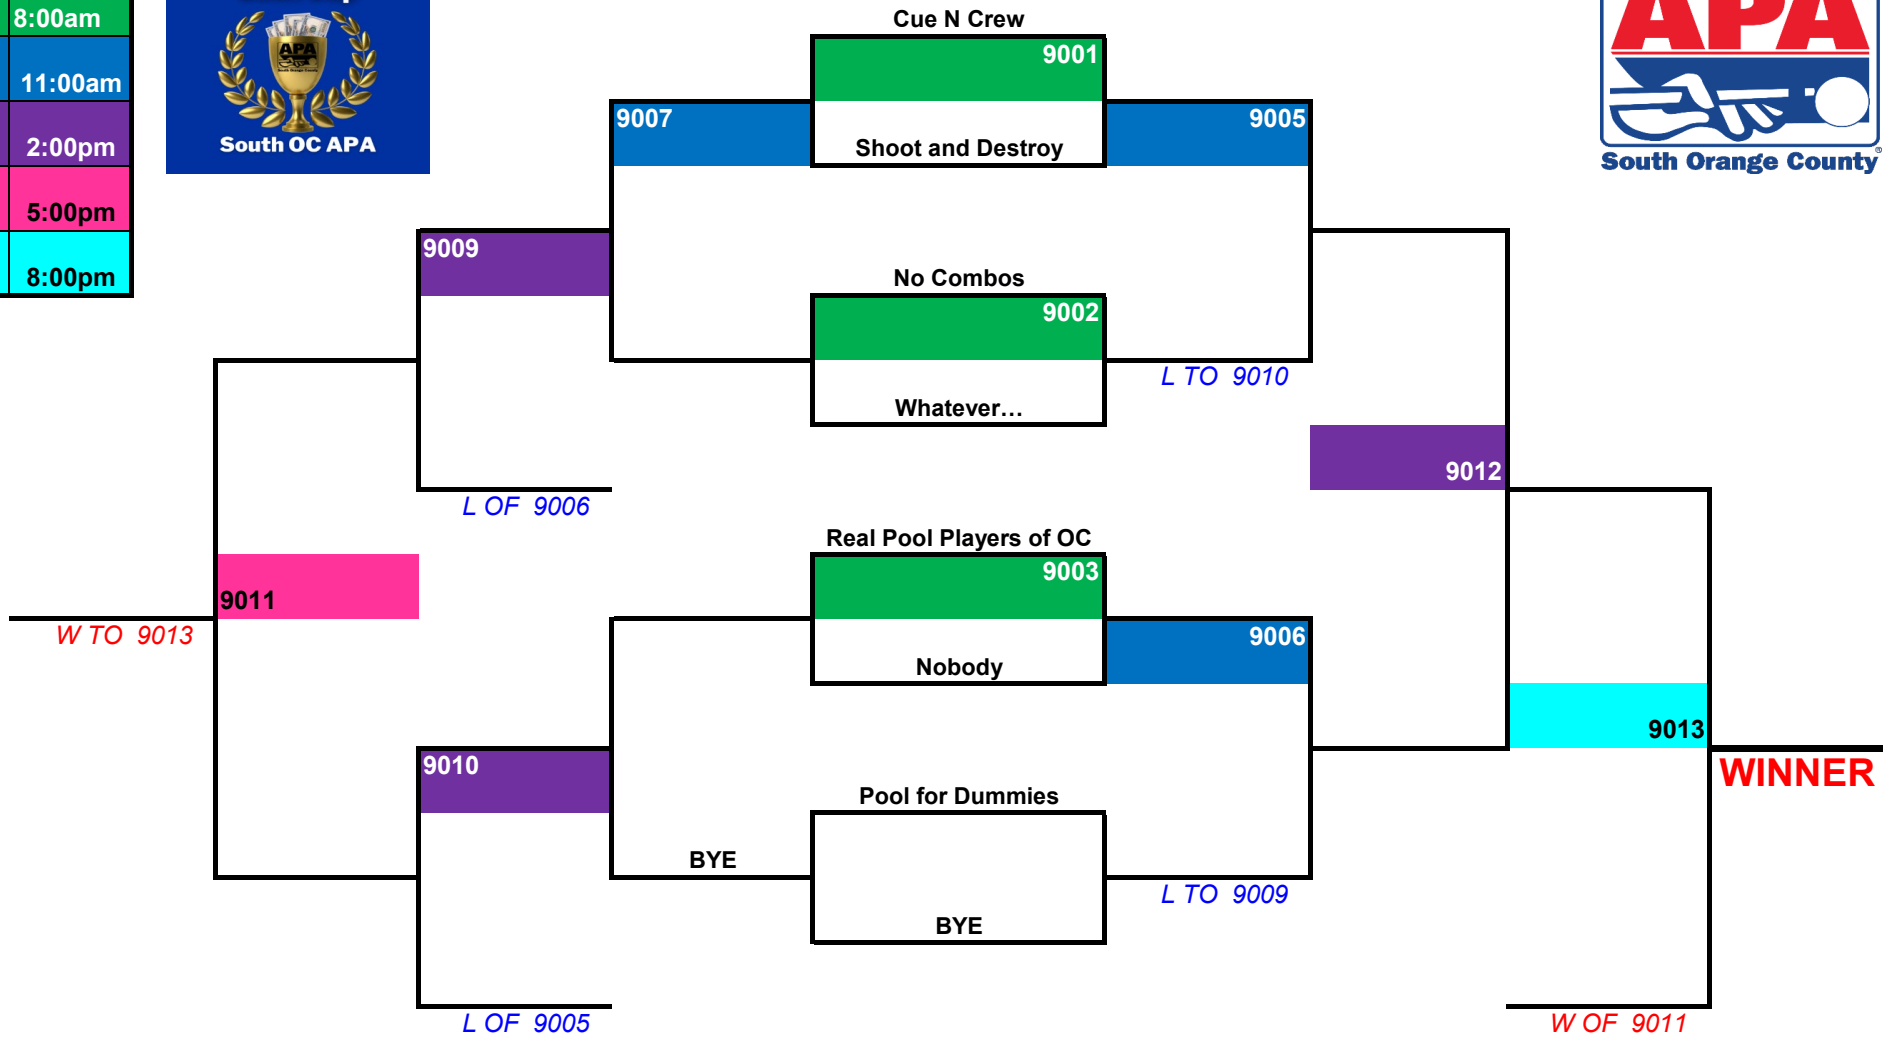 8:00am
11:00am
2:00pm
5:00pm
8:00pm
APA
South Orange County
South OC APA
APA
South Orange County
Cue N Crew
9001
9007
9005
Shoot and Destroy
9009
No Combos
9002
L TO 9010
Whatever…
9012
L OF 9006
Real Pool Players of OC
9003
9011
W TO 9013
9006
Nobody
9013
9010
WINNER
Pool for Dummies
BYE
L TO 9009
BYE
L OF 9005
W OF 9011